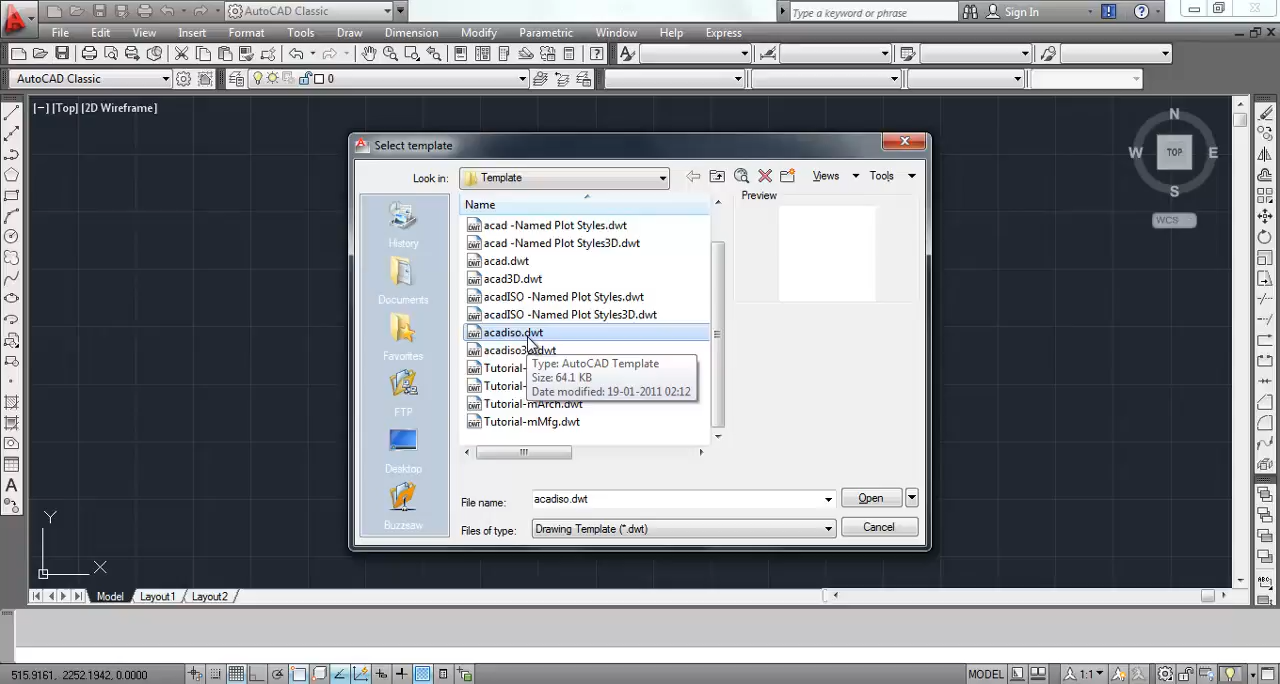 AutoCAD Classic
Type a keyword or phrase
Sign In
File Edit View Insert Format Tools Draw Dimension Modify Parametric Window Help Express
AutoCAD Classic
0
[−] [Top] [2D Wireframe]
N
W TOP E
S
WCS
Select template
Look in: Template Views Tools
Name
Preview
History
Documents
Favorites
FTP
Desktop
Buzzsaw
acad -Named Plot Styles.dwt
acad -Named Plot Styles3D.dwt
acad.dwt
acad3D.dwt
acadISO -Named Plot Styles.dwt
acadISO -Named Plot Styles3D.dwt
acadiso.dwt
Type: AutoCAD Template
Size: 64.1 KB
Date modified: 19-01-2011 02:12
Tutorial-
Tutorial-
Tutorial-mArch.dwt
Tutorial-mMfg.dwt
File name: acadiso.dwt Open
Files of type: Drawing Template (*.dwt) Cancel
Y
X
Model Layout1 Layout2
515.9161, 2252.1942, 0.0000
MODEL
1:1